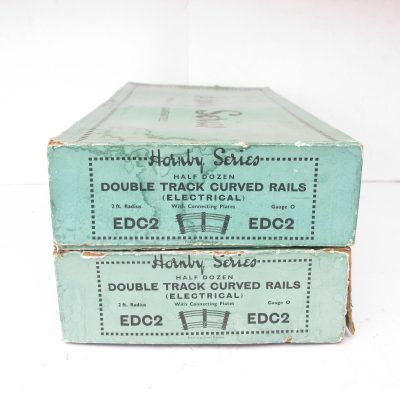 Hornby Series
HALF DOZEN
DOUBLE TRACK CURVED RAILS
(ELECTRICAL)
2 ft. Radius With Connecting Plates Gauge O
EDC2 EDC2
Hornby Series
HALF DOZEN
DOUBLE TRACK CURVED RAILS
(ELECTRICAL)
2 ft. Radius With Connecting Plates Gauge O
EDC2 EDC2